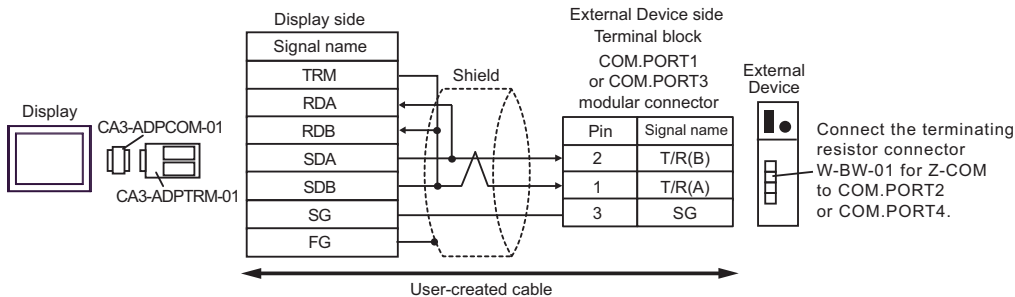 Display side
Signal name
TRM
RDA
RDB
SDA
SDB
SG
FG
Shield
External Device side
Terminal block
COM.PORT1
or COM.PORT3
modular connector
Pin Signal name
2 T/R(B)
1 T/R(A)
3 SG
Display
CA3-ADPCOM-01
CA3-ADPTRM-01
External
Device
Connect the terminating
resistor connector
W-BW-01 for Z-COM
to COM.PORT2
or COM.PORT4.
User-created cable